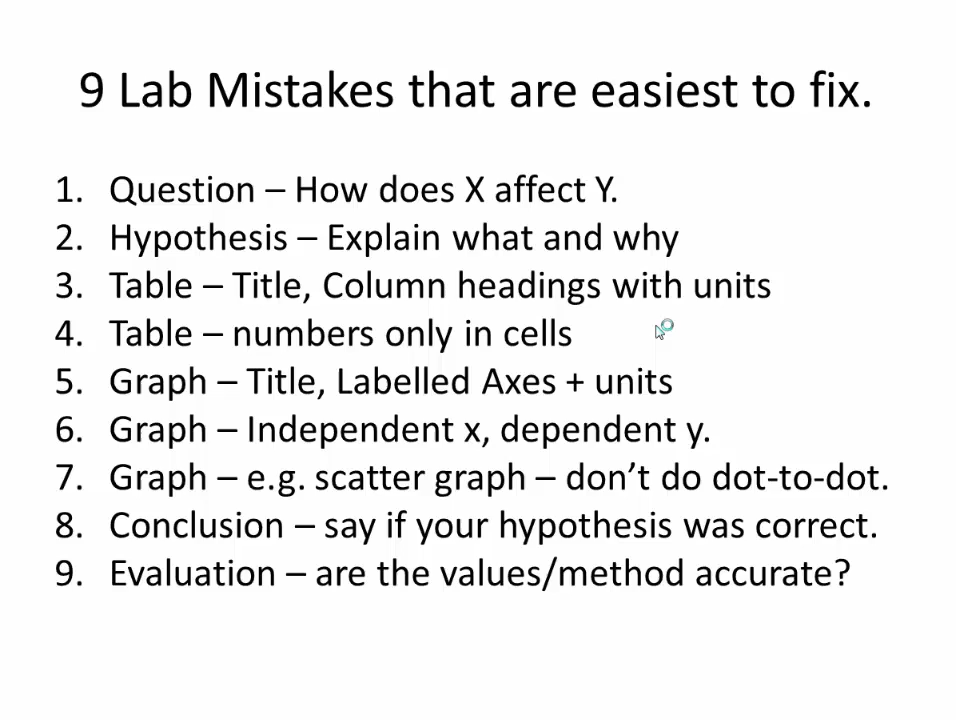 9 Lab Mistakes that are easiest to fix.
1. Question – How does X affect Y.
2. Hypothesis – Explain what and why
3. Table – Title, Column headings with units
4. Table – numbers only in cells
5. Graph – Title, Labelled Axes + units
6. Graph – Independent x, dependent y.
7. Graph – e.g. scatter graph – don’t do dot-to-dot.
8. Conclusion – say if your hypothesis was correct.
9. Evaluation – are the values/method accurate?